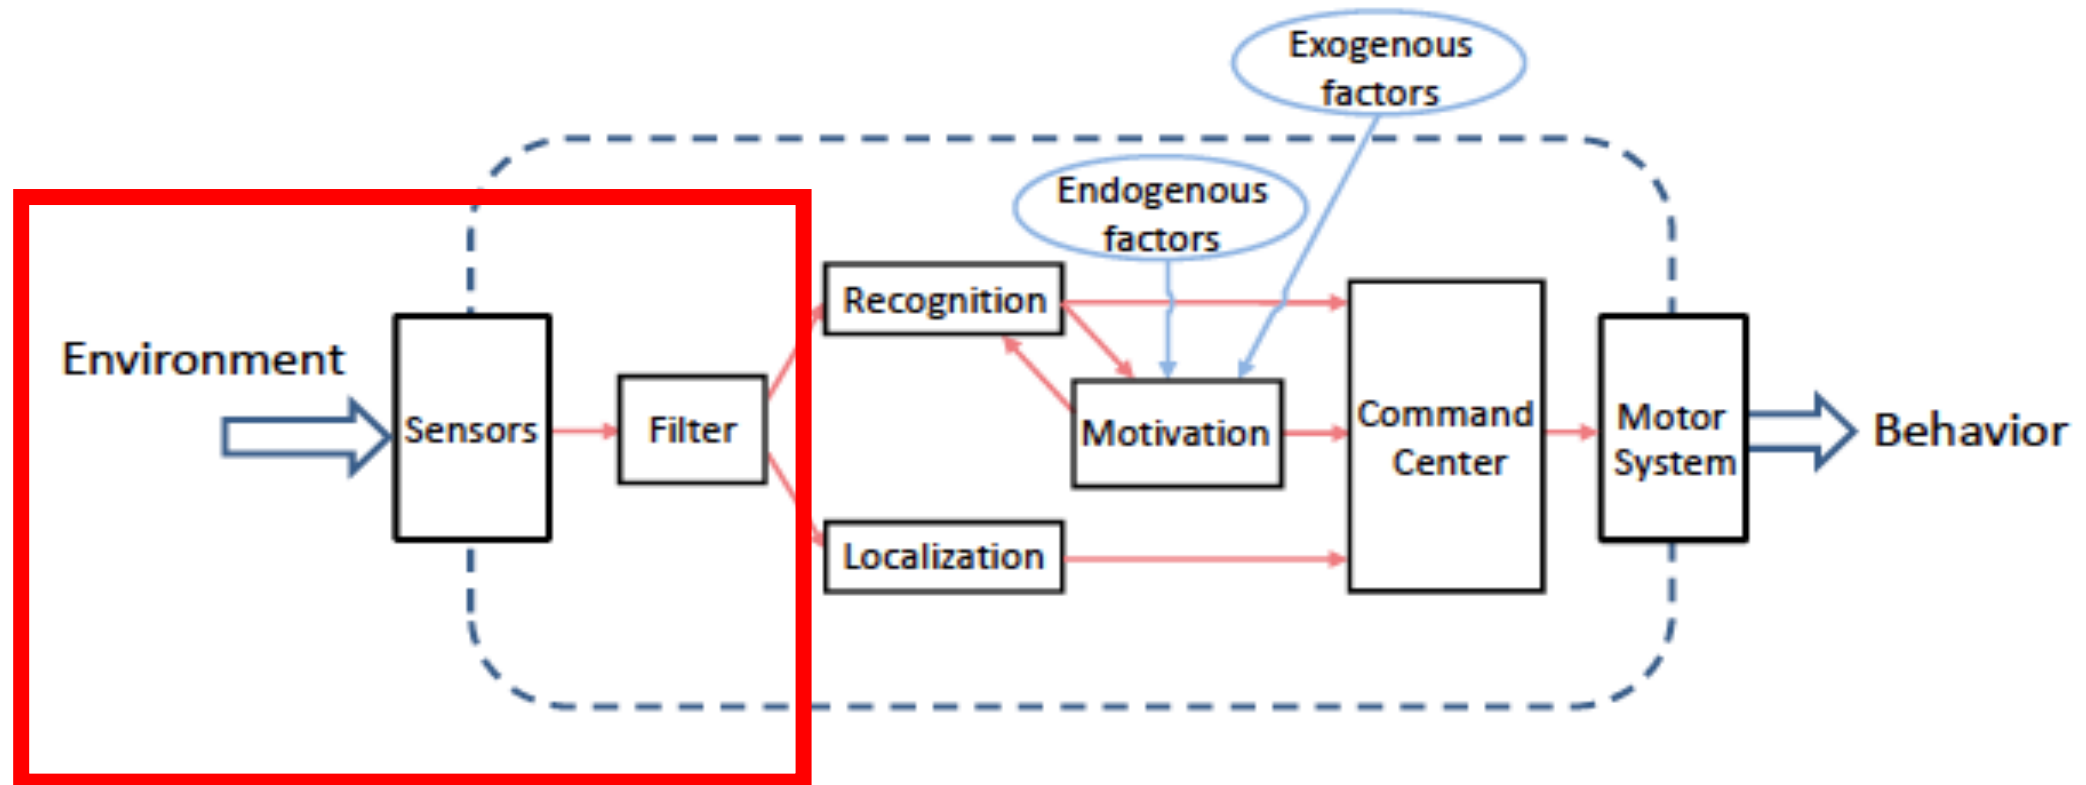 Exogenous
factors
Endogenous
factors
Recognition
Environment
Sensors
Filter
Motivation
Command
Center
Motor
System
Behavior
Localization